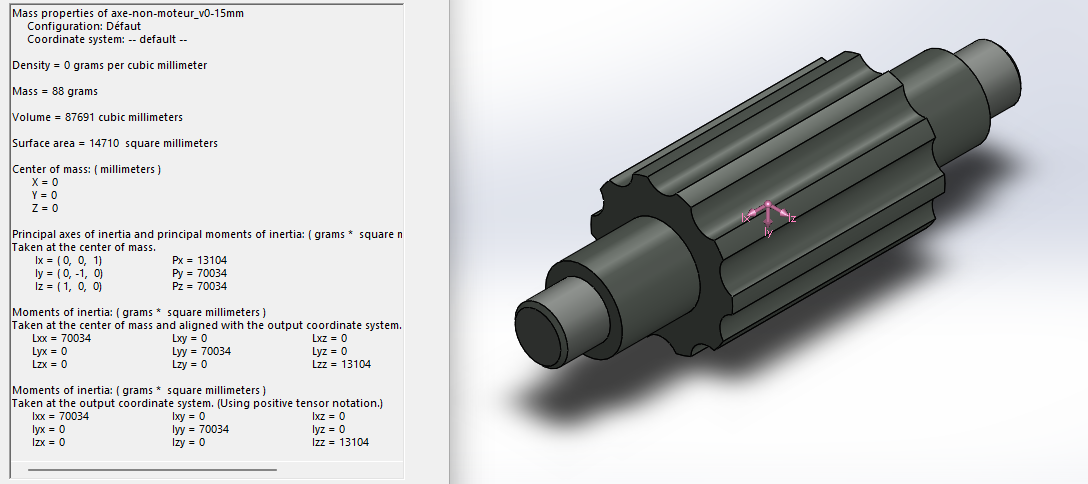 Mass properties of axe-non-moteur_v0-15mm
Configuration: Défaut
Coordinate system: -- default --
Density = 0 grams per cubic millimeter
Mass = 88 grams
Volume = 87691 cubic millimeters
Surface area = 14710 square millimeters
Center of mass: ( millimeters )
X = 0
Y = 0
Z = 0
Principal axes of inertia and principal moments of inertia: ( grams * square
Taken at the center of mass.
Ix = ( 0, 0, 1) Px = 13104
Iy = ( 0, -1, 0) Py = 70034
Iz = ( 1, 0, 0) Pz = 70034
Moments of inertia: ( grams * square millimeters )
Taken at the center of mass and aligned with the output coordinate system.
Lxx = 70034 Lxy = 0 Lxz = 0
Lyx = 0 Lyy = 70034 Lyz = 0
Lzx = 0 Lzy = 0 Lzz = 13104
Moments of inertia: ( grams * square millimeters )
Taken at the output coordinate system. (Using positive tensor notation.)
Ixx = 70034 Ixy = 0 Ixz = 0
Iyx = 0 Iyy = 70034 Iyz = 0
Izx = 0 Izy = 0 Izz = 13104
Ix Iz
Iy